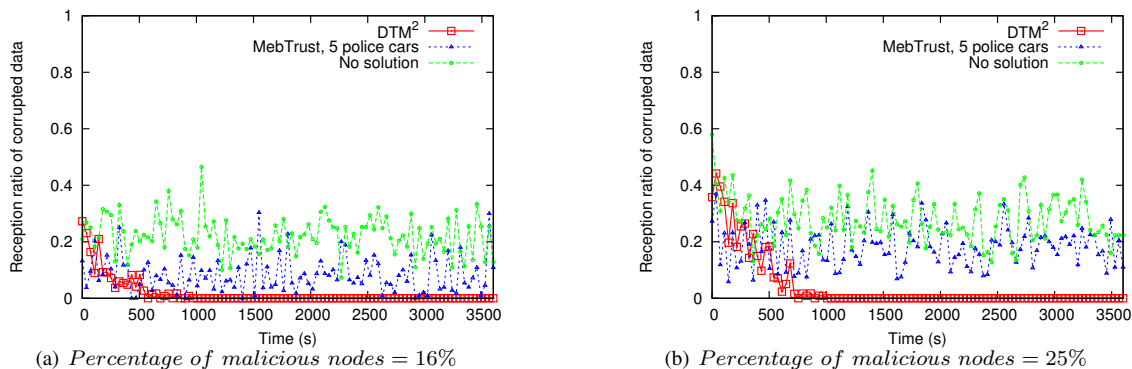 DTM²
MebTrust, 5 police cars
No solution
Reception ratio of corrupted data
1
0.8
0.6
0.4
0.2
0
0 500 1000 1500 2000 2500 3000 3500
Time (s)
(a) Percentage of malicious nodes = 16%
DTM²
MebTrust, 5 police cars
No solution
Reception ratio of corrupted data
1
0.8
0.6
0.4
0.2
0
0 500 1000 1500 2000 2500 3000 3500
Time (s)
(b) Percentage of malicious nodes = 25%